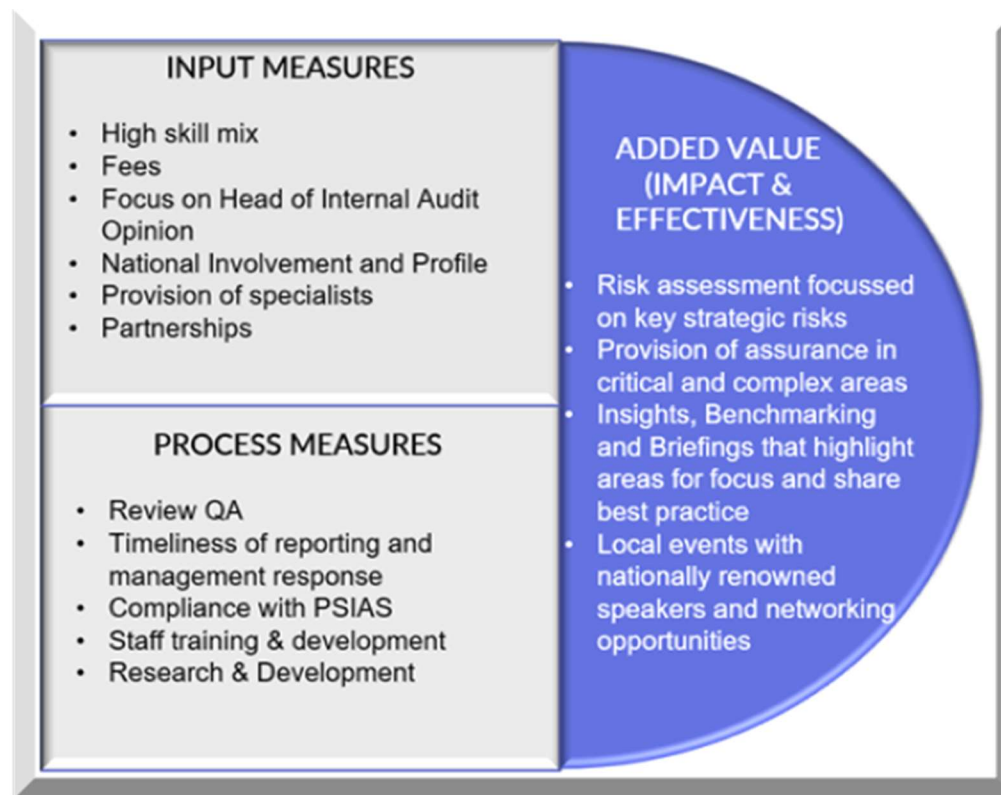 INPUT MEASURES
• High skill mix
• Fees
• Focus on Head of Internal Audit
Opinion
• National Involvement and Profile
• Provision of specialists
• Partnerships
PROCESS MEASURES
• Review QA
• Timeliness of reporting and
management response
• Compliance with PSIAS
• Staff training & development
• Research & Development
ADDED VALUE
(IMPACT &
EFFECTIVENESS)
• Risk assessment focussed
on key strategic risks
• Provision of assurance in
critical and complex areas
• Insights, Benchmarking
and Briefings that highlight
areas for focus and share
best practice
• Local events with
nationally renowned
speakers and networking
opportunities